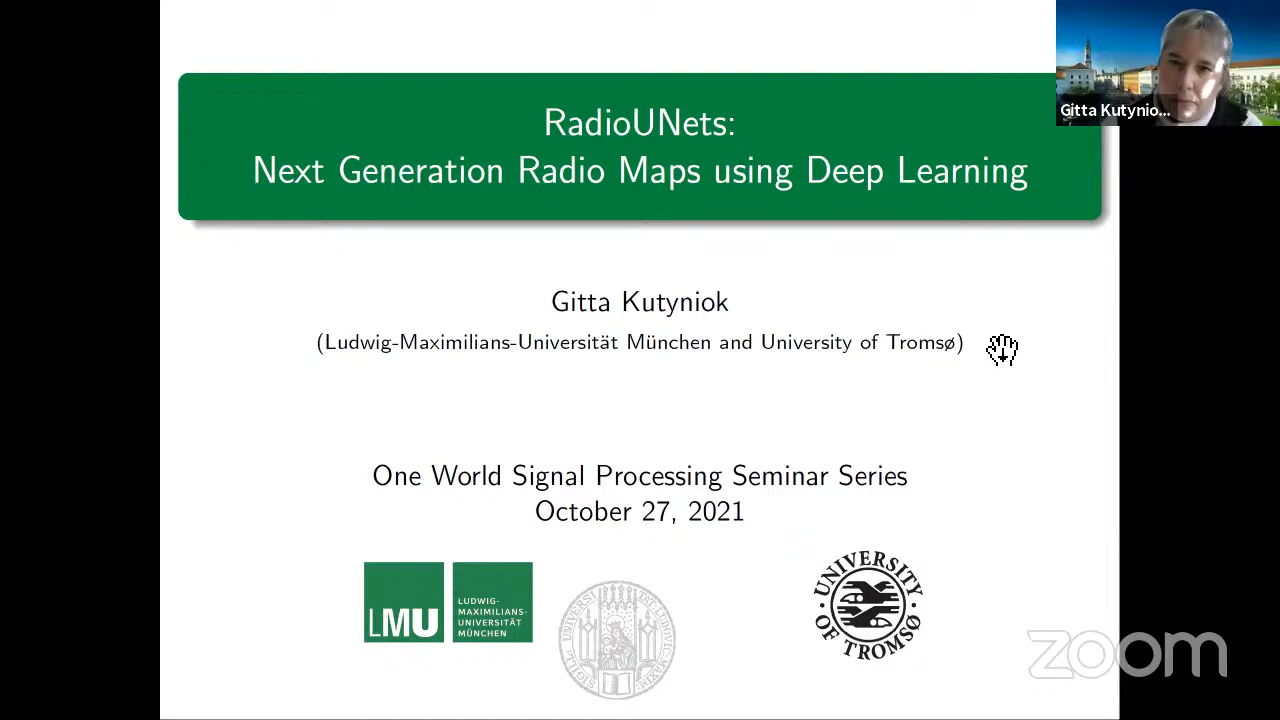 RadioUNets:
Next Generation Radio Maps using Deep Learning
Gitta Kutynio...
Gitta Kutyniok
(Ludwig-Maximilians-Universität München and University of Tromsø)
One World Signal Processing Seminar Series
October 27, 2021
LMU
LUDWIG-
MAXIMILIANS-
UNIVERSITÄT
MÜNCHEN
UNIVERSITY
OF TROMSØ
zoom